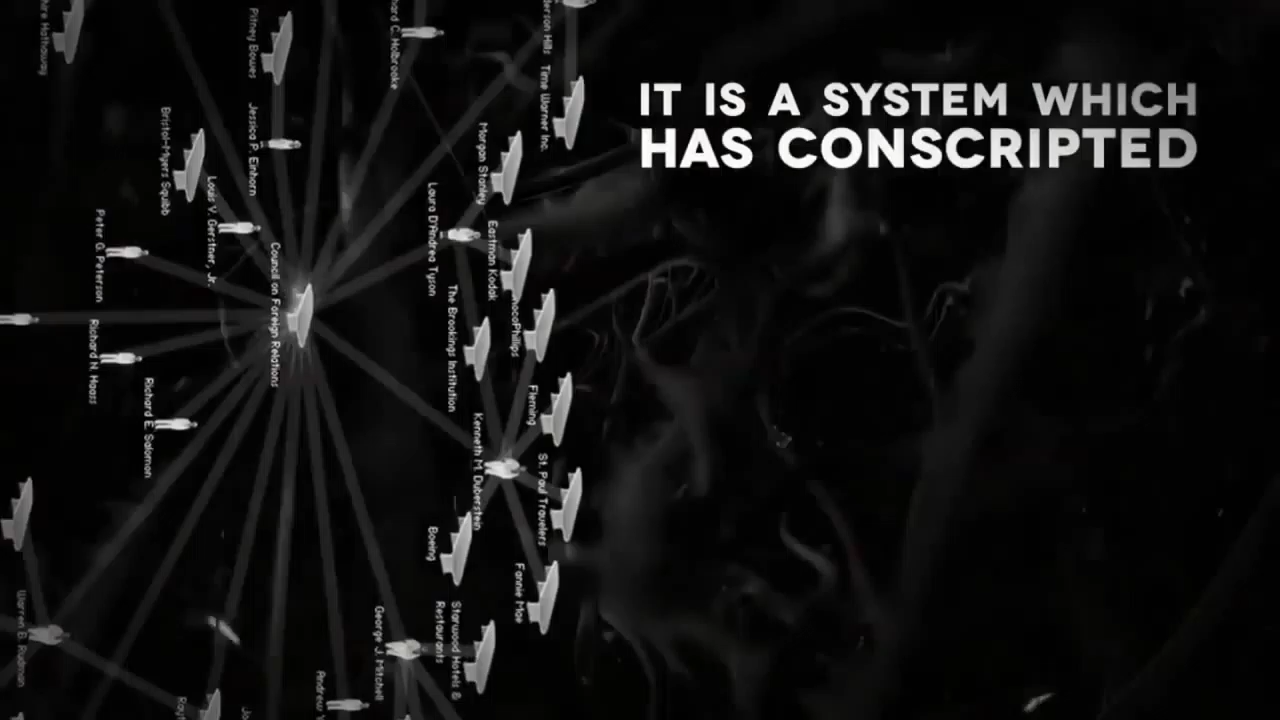 IT IS A SYSTEM WHICH
HAS CONSCRIPTED
Pitney Bowes
Time Warner Inc.
Jessica P. Einhorn
Bristol-Myers Squibb
Morgan Stanley
Louis V. Gerstner, Jr.
Laura D'Andrea Tyson
Peter G. Peterson
Eastman Kodak
Council on Foreign Relations
The Brookings Institution
Richard N. Haass
Richard E. Salomon
Fleming
Kenneth M. Duberstein
St. Paul Travelers
Boeing
Fannie Mae
Warren B. Rudman
George J. Mitchell
Starwood Hotels &
Restaurants